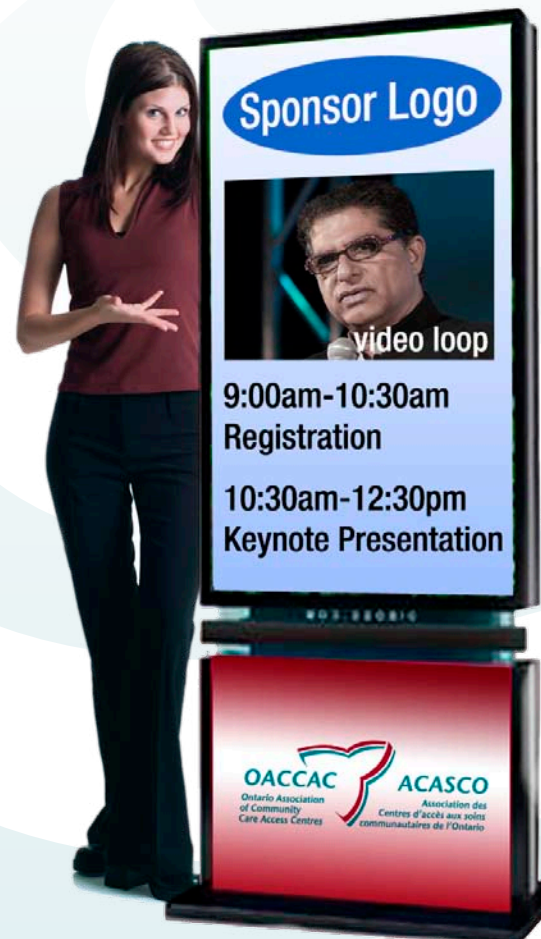 Sponsor Logo
video loop
9:00am-10:30am
Registration
10:30am-12:30pm
Keynote Presentation
OACCAC
Ontario Association
of Community
Care Access Centres
ACASCO
Association des
Centres d'accès aux soins
communautaires de l'Ontario